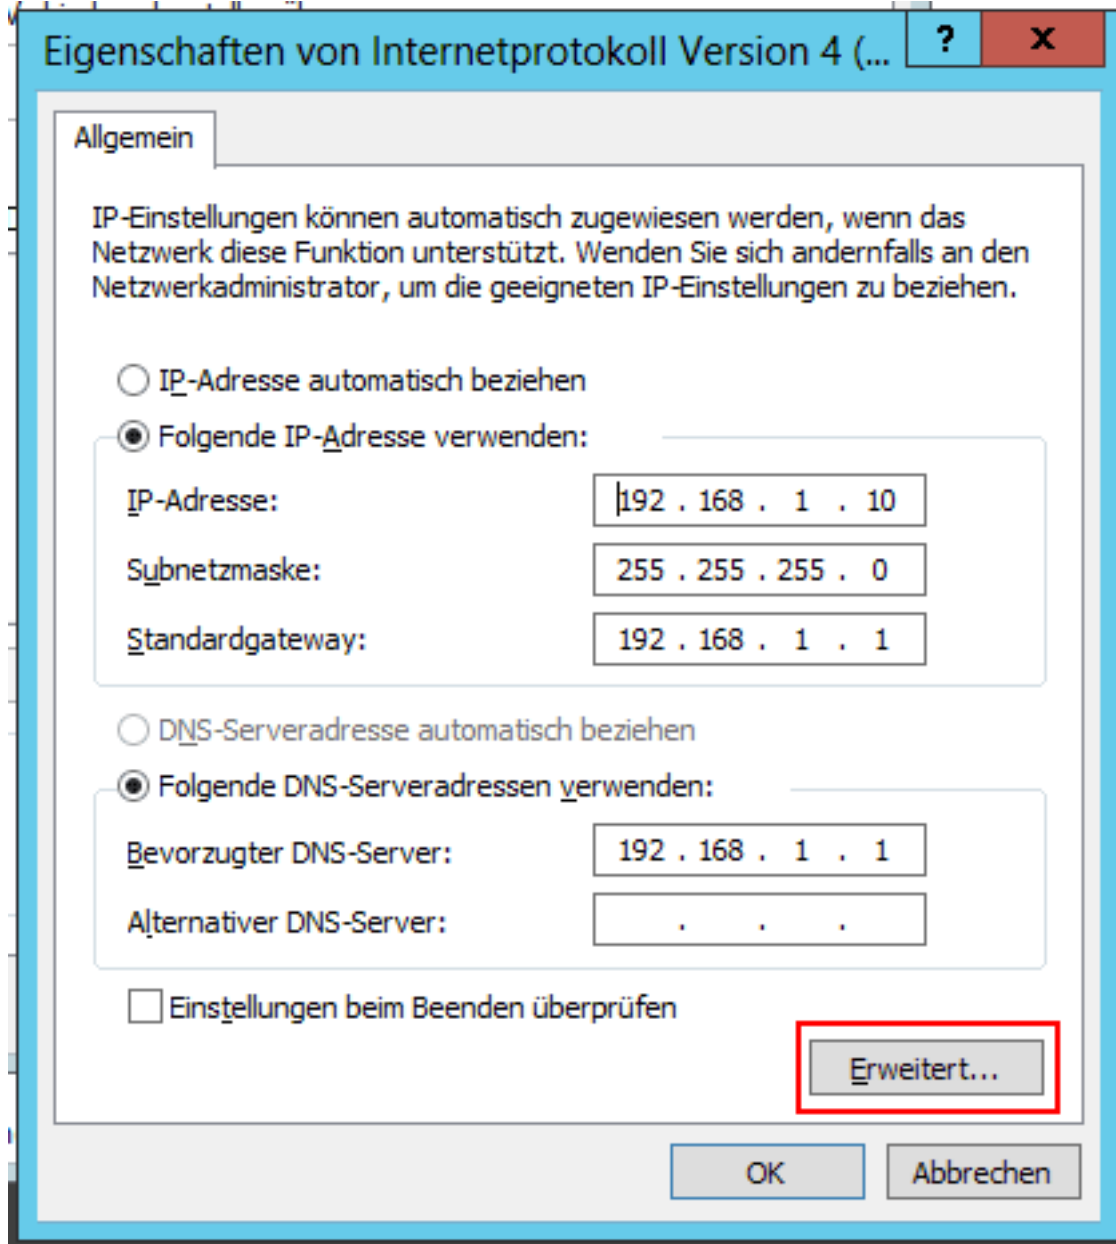 Eigenschaften von Internetprotokoll Version 4 (...
?
x
Allgemein
IP-Einstellungen können automatisch zugewiesen werden, wenn das
Netzwerk diese Funktion unterstützt. Wenden Sie sich andernfalls an den
Netzwerkadministrator, um die geeigneten IP-Einstellungen zu beziehen.
IP-Adresse automatisch beziehen
Folgende IP-Adresse verwenden:
IP-Adresse: 192 . 168 . 1 . 10
Subnetzmaske: 255 . 255 . 255 . 0
Standardgateway: 192 . 168 . 1 . 1
DNS-Serveradresse automatisch beziehen
Folgende DNS-Serveradressen verwenden:
Bevorzugter DNS-Server: 192 . 168 . 1 . 1
Alternativer DNS-Server: . . .
Einstellungen beim Beenden überprüfen
Erweitert...
OK Abbrechen